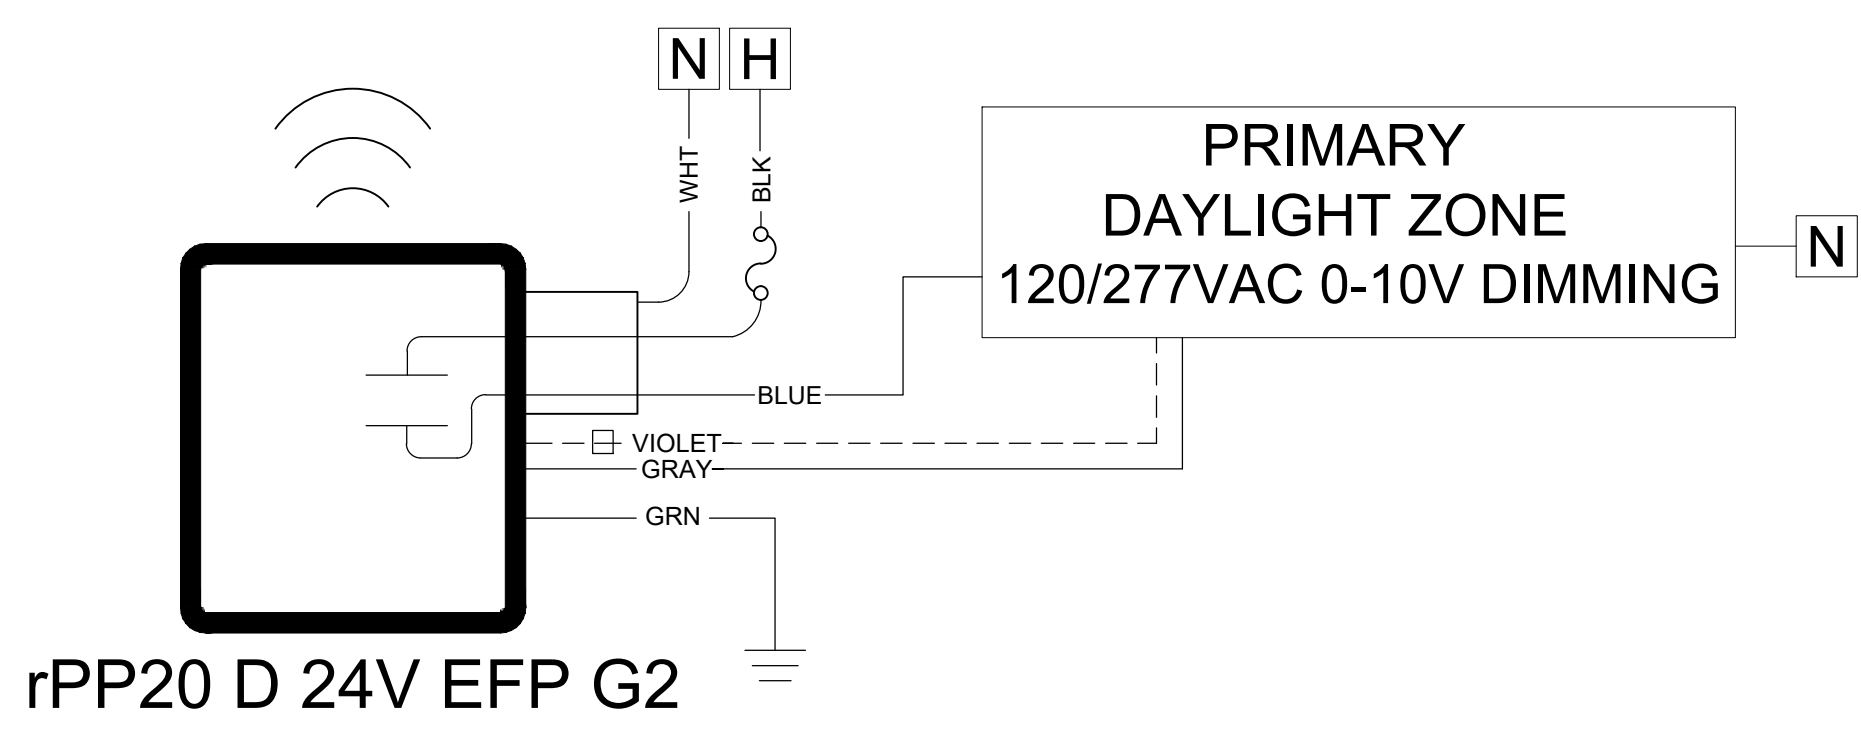 N H
WHT
BLK
PRIMARY
DAYLIGHT ZONE
120/277VAC 0-10V DIMMING
N
BLUE
VIOLET
GRAY
GRN
rPP20 D 24V EFP G2